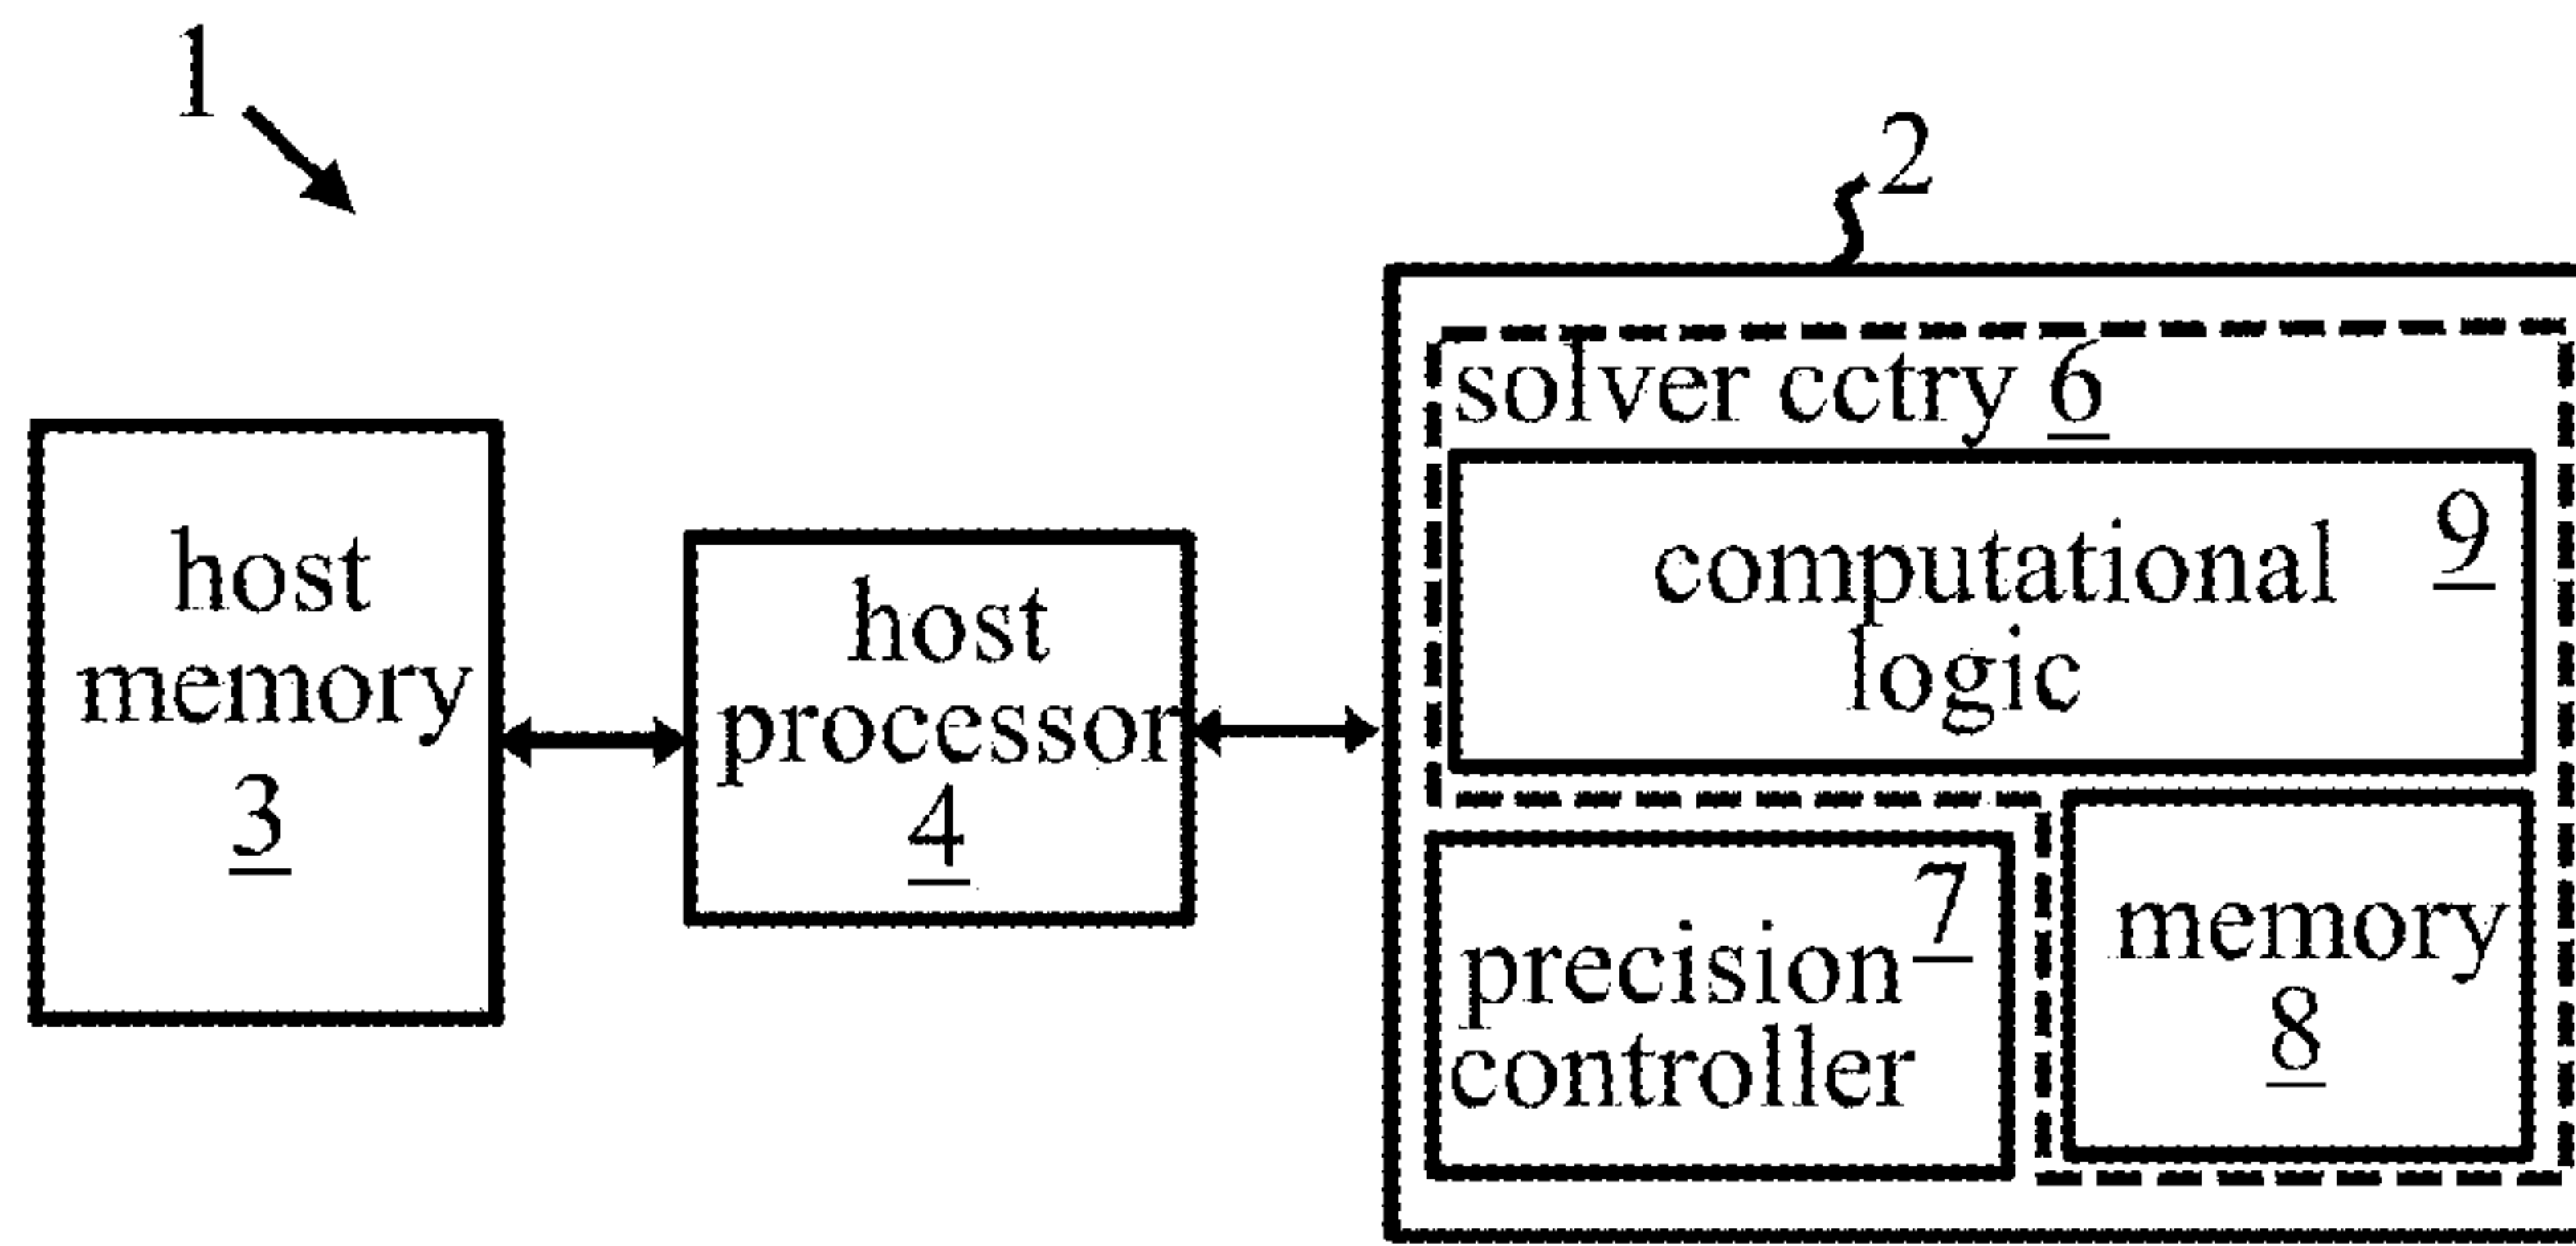 1
2
host
memory
3
host
processor
4
solver cctry 6
9
computational
logic
7
precision
controller
memory
8